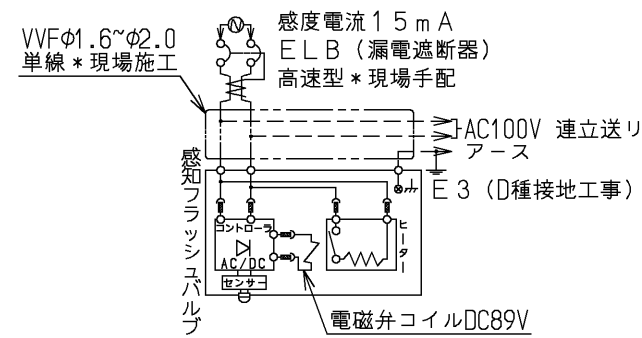 感度電流15mA
ELB（漏電遮断器）
高速型＊現場手配
VVFφ1.6~φ2.0
単線＊現場施工
AC100V 連立送り
アース
E3（D種接地工事）
感知フラッシュバルブ
コントローラ
AC/DC
センサー
ヒーター
電磁弁コイルDC89V